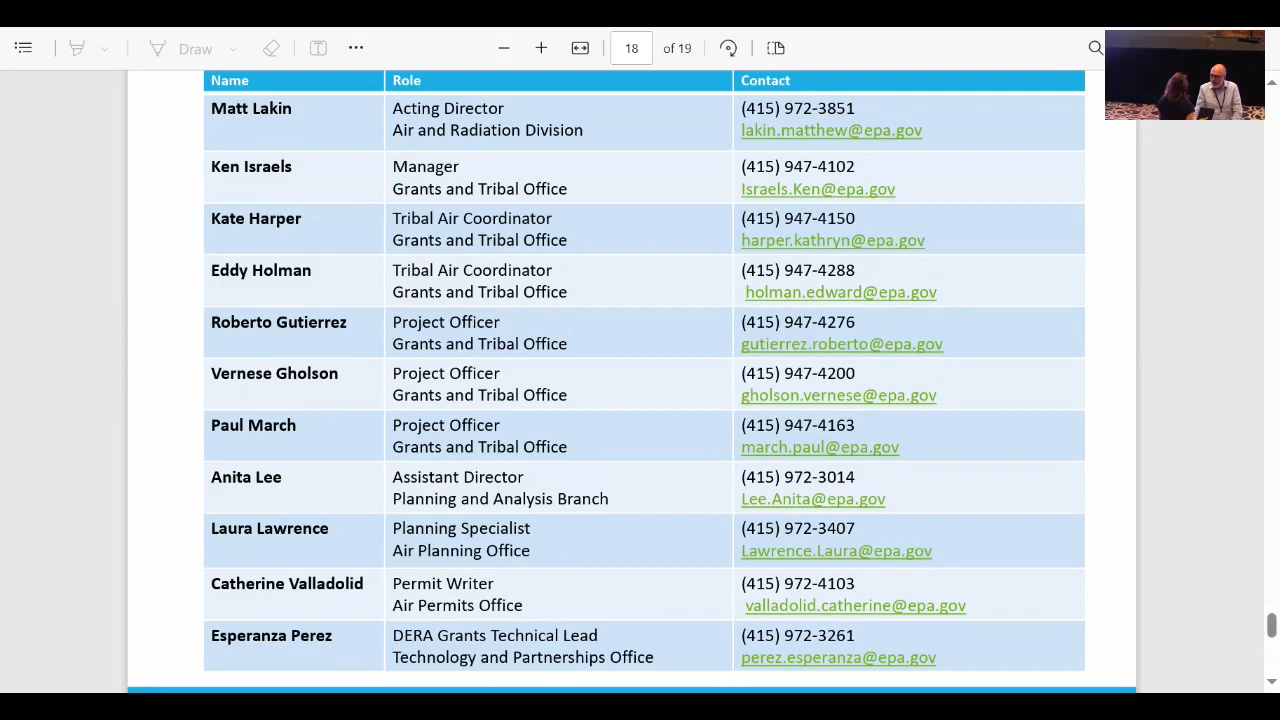 Draw
18 of 19
Name Role Contact
Matt Lakin Acting Director (415) 972-3851
Air and Radiation Division lakin.matthew@epa.gov
Ken Israels Manager (415) 947-4102
Grants and Tribal Office Israels.Ken@epa.gov
Kate Harper Tribal Air Coordinator (415) 947-4150
Grants and Tribal Office harper.kathryn@epa.gov
Eddy Holman Tribal Air Coordinator (415) 947-4288
Grants and Tribal Office holman.edward@epa.gov
Roberto Gutierrez Project Officer (415) 947-4276
Grants and Tribal Office gutierrez.roberto@epa.gov
Vernese Gholson Project Officer (415) 947-4200
Grants and Tribal Office gholson.vernese@epa.gov
Paul March Project Officer (415) 947-4163
Grants and Tribal Office march.paul@epa.gov
Anita Lee Assistant Director (415) 972-3014
Planning and Analysis Branch Lee.Anita@epa.gov
Laura Lawrence Planning Specialist (415) 972-3407
Air Planning Office Lawrence.Laura@epa.gov
Catherine Valladolid Permit Writer (415) 972-4103
Air Permits Office valladolid.catherine@epa.gov
Esperanza Perez DERA Grants Technical Lead (415) 972-3261
Technology and Partnerships Office perez.esperanza@epa.gov